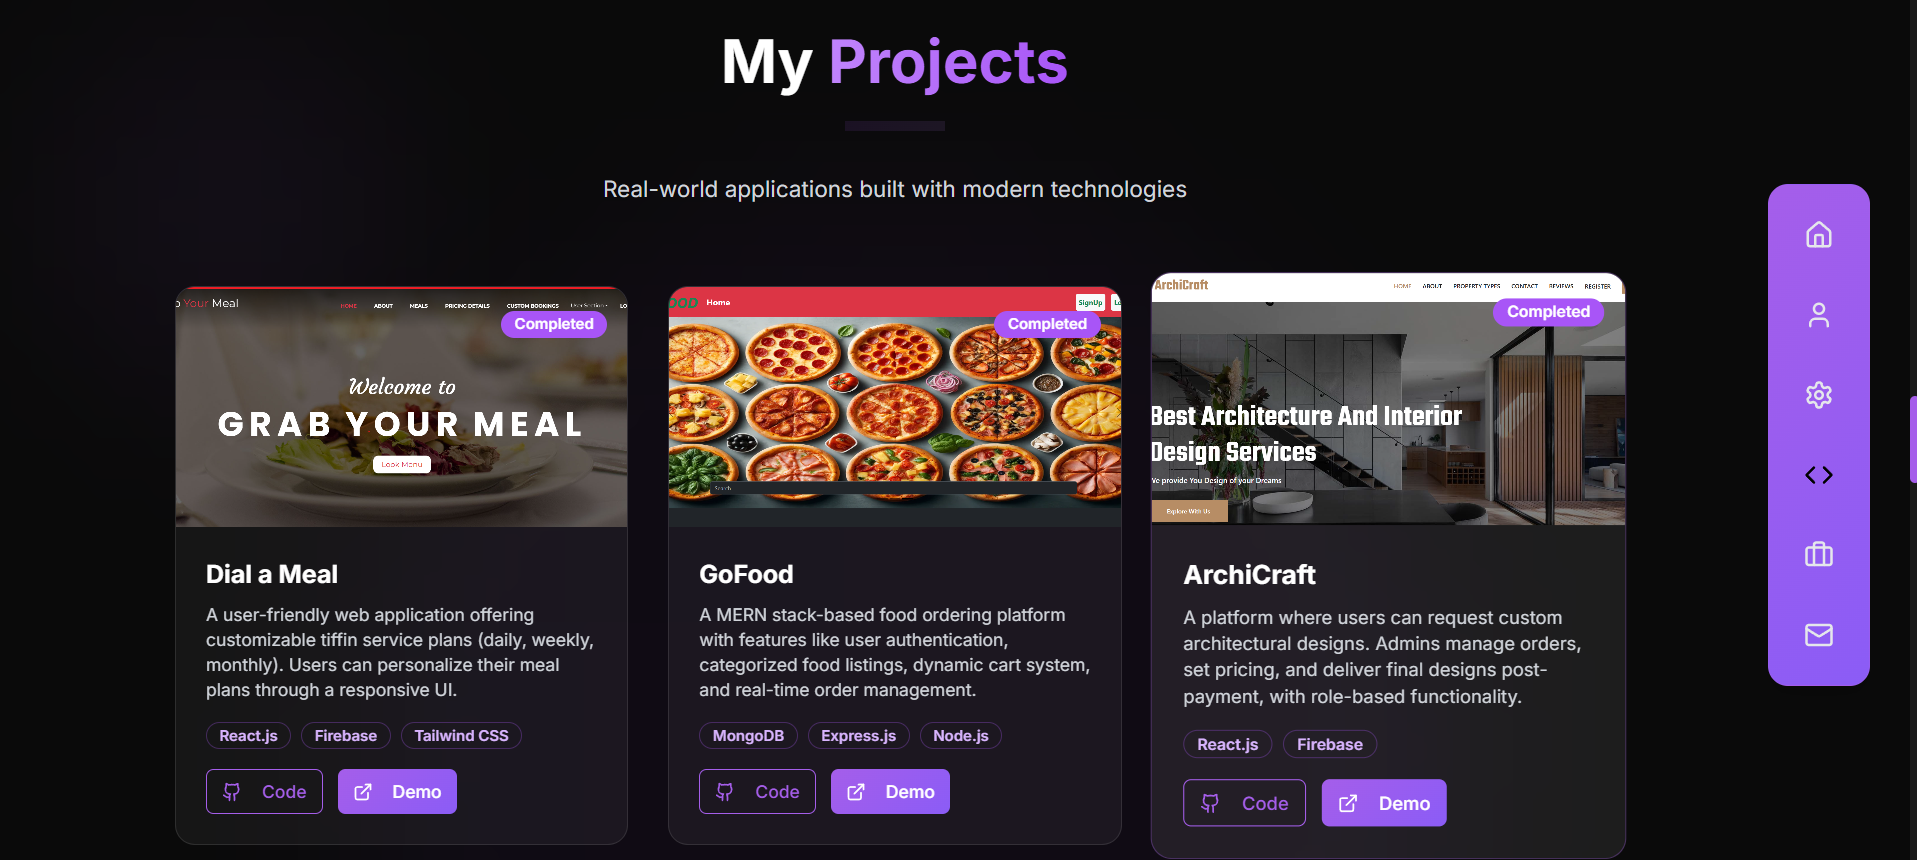 My Projects
Real-world applications built with modern technologies
Your Meal
HOME ABOUT MEALS PRICING DETAILS CUSTOM BOOKINGS User Section LO
Completed
Welcome to
GRAB YOUR MEAL
Look Menu
Dial a Meal
A user-friendly web application offering
customizable tiffin service plans (daily, weekly,
monthly). Users can personalize their meal
plans through a responsive UI.
React.js Firebase Tailwind CSS
Code Demo
OOD Home SignUp Lo
Completed
Search
GoFood
A MERN stack-based food ordering platform
with features like user authentication,
categorized food listings, dynamic cart system,
and real-time order management.
MongoDB Express.js Node.js
Code Demo
ArchiCraft HOME ABOUT PROPERTY TYPES CONTACT REVIEWS REGISTER
Completed
Best Architecture And Interior
Design Services
We provide You Design of your Dreams
Explore With Us
ArchiCraft
A platform where users can request custom
architectural designs. Admins manage orders,
set pricing, and deliver final designs post-
payment, with role-based functionality.
React.js Firebase
Code Demo